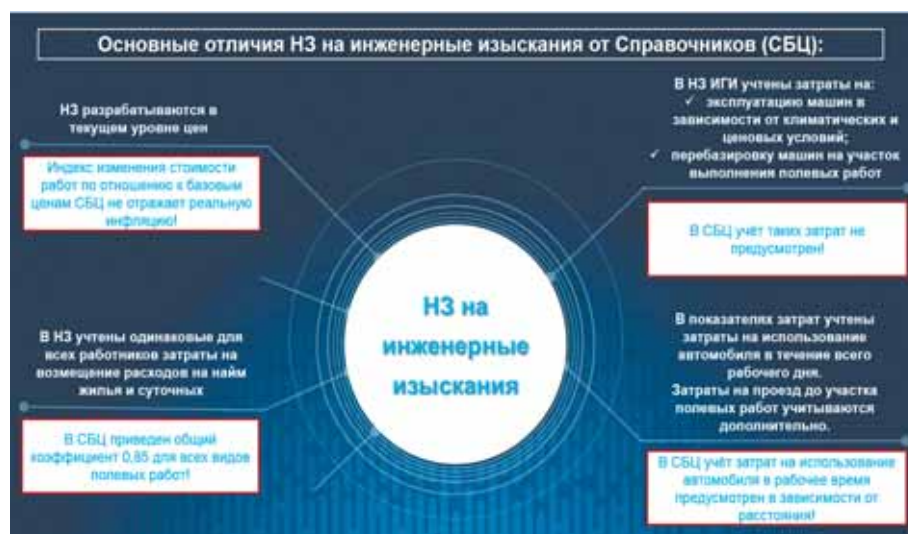 Основные отличия НЗ на инженерные изыскания от Справочников (СБЦ):
НЗ разрабатываются в
текущем уровне цен
Индекс изменения стоимости
работ по отношению к базовым
ценам СБЦ не отражает реальную
инфляцию!
В НЗ учтены одинаковые для
всех работников затраты на
возмещение расходов на найм
жилья и суточных
В СБЦ приведен общий
коэффициент 0,85 для всех видов
полевых работ!
НЗ на
инженерные
изыскания
В НЗ ИГИ учтены затраты на:
✓ эксплуатацию машин в
зависимости от климатических и
ценовых условий;
✓ перебазировку машин на участок
выполнения полевых работ
В СБЦ учёт таких затрат не
предусмотрен!
В показателях затрат учтены
затраты на использование
автомобиля в течение всего
рабочего дня.
Затраты на проезд до участка
полевых работ учитываются
дополнительно.
В СБЦ учёт затрат на использование
автомобиля в рабочее время
предусмотрен в зависимости от
расстояния!